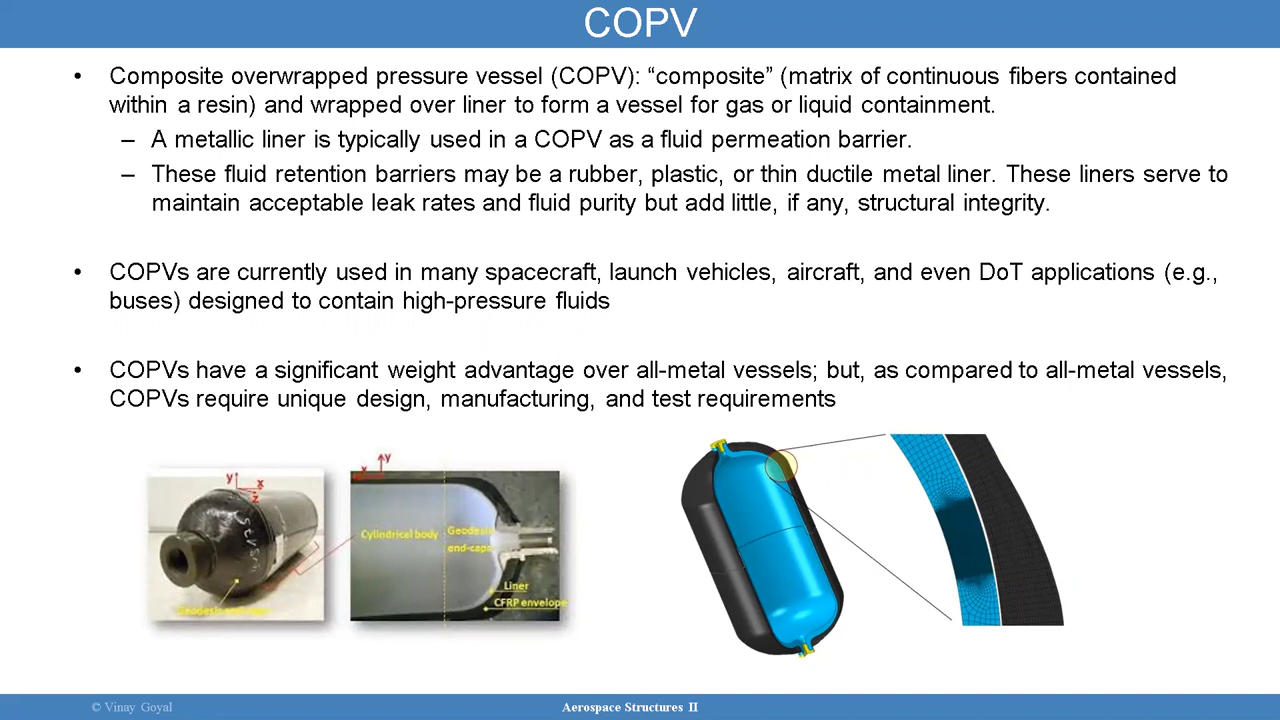 COPV
• Composite overwrapped pressure vessel (COPV): “composite” (matrix of continuous fibers contained
within a resin) and wrapped over liner to form a vessel for gas or liquid containment.
– A metallic liner is typically used in a COPV as a fluid permeation barrier.
– These fluid retention barriers may be a rubber, plastic, or thin ductile metal liner. These liners serve to
maintain acceptable leak rates and fluid purity but add little, if any, structural integrity.
• COPVs are currently used in many spacecraft, launch vehicles, aircraft, and even DoT applications (e.g.,
buses) designed to contain high-pressure fluids
• COPVs have a significant weight advantage over all-metal vessels; but, as compared to all-metal vessels,
COPVs require unique design, manufacturing, and test requirements
y
x
z
y
x
Cylindrical body
Geodesic
end-caps
Liner
CFRP envelope
© Vinay Goyal
Aerospace Structures II